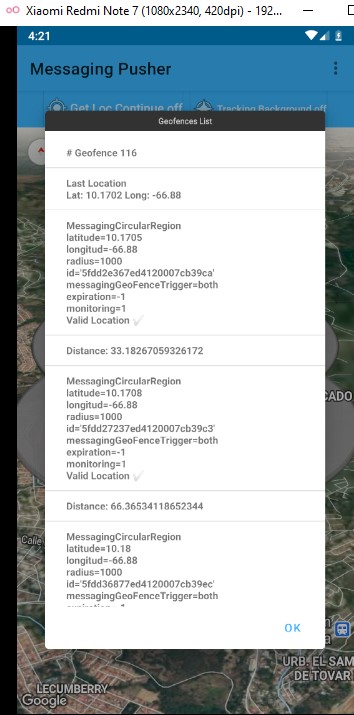 Xiaomi Redmi Note 7 (1080x2340, 420dpi) - 192...
4:21
Messaging Pusher
Get Loc Continue off
Tracking Background off
Geofences List
# Geofence 116
Last Location
Lat: 10.1702 Long: -66.88
MessagingCircularRegion
latitude=10.1705
longitud=-66.88
radius=1000
id='5fdd2e367ed4120007cb39ca'
messagingGeoFenceTrigger=both
expiration=-1
monitoring=1
Valid Location ✓
Distance: 33.18267059326172
MessagingCircularRegion
latitude=10.1708
longitud=-66.88
radius=1000
id='5fdd27237ed4120007cb39c3'
messagingGeoFenceTrigger=both
expiration=-1
monitoring=1
Valid Location ✓
Distance: 66.36534118652344
MessagingCircularRegion
latitude=10.18
longitud=-66.88
radius=1000
id='5fdd36877ed4120007cb39ec'
messagingGeoFenceTrigger=both
expiration=-1
OK
CADO
Calle
URB. EL SAM
DE TOVAR
LECUMBERRY
Google